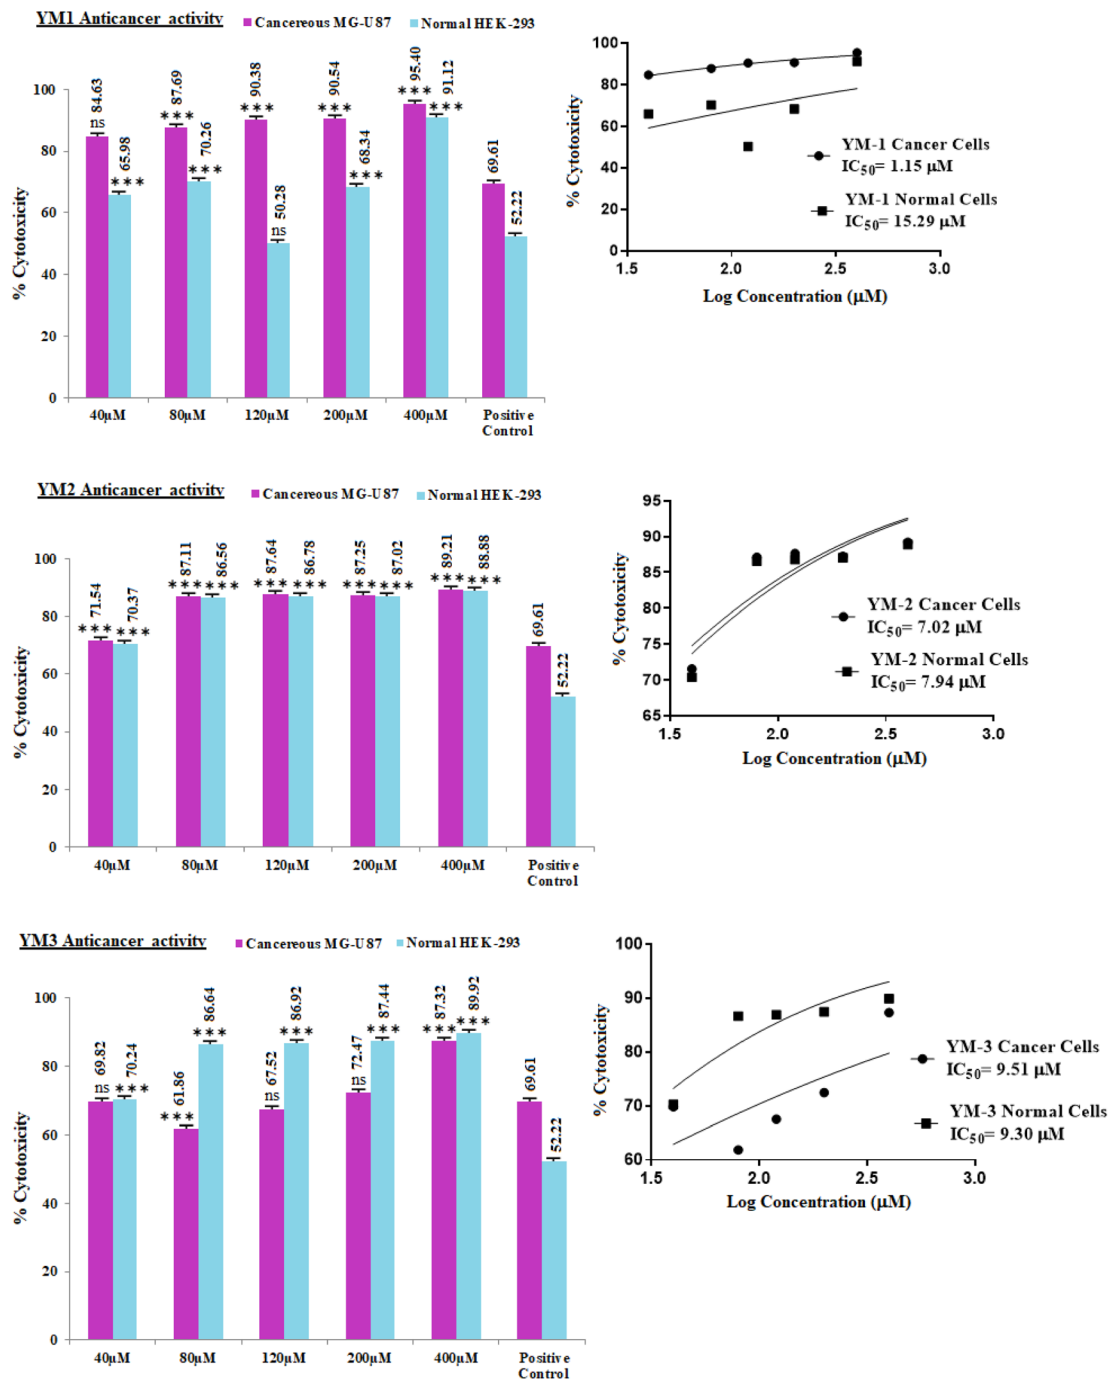 YM1 Anticancer activity
Cancereous MG-U87 Normal HEK-293
% Cytotoxicity
100
80
60
40
20
0
84.63
ns
65.98
***
87.69
***
70.26
***
90.38
***
50.28
ns
90.54
68.34
***
95.40
***
91.12
***
69.61
52.22
40µM 80µM 120µM 200µM 400µM Positive
Control
% Cytotoxicity
100
80
60
40
20
0
1.5 2.0 2.5 3.0
Log Concentration (µM)
YM-1 Cancer Cells
IC50= 1.15 µM
YM-1 Normal Cells
IC50= 15.29 µM
YM2 Anticancer activity
Cancereous MG-U87 Normal HEK-293
% Cytotoxicity
100
80
60
40
20
0
71.54
***
70.37
***
87.11
***
86.56
***
87.64
***
86.78
***
87.25
***
87.02
***
89.21
***
88.88
***
69.61
52.22
40µM 80µM 120µM 200µM 400µM Positive
Control
% Cytotoxicity
95
90
85
80
75
70
65
1.5 2.0 2.5 3.0
Log Concentration (µM)
YM-2 Cancer Cells
IC50= 7.02 µM
YM-2 Normal Cells
IC50= 7.94 µM
YM3 Anticancer activity
Cancereous MG-U87 Normal HEK-293
% Cytotoxicity
100
80
60
40
20
0
69.82
ns
70.24
***
61.86
***
86.64
***
67.52
ns
86.92
***
72.47
ns
87.44
***
87.32
***
89.92
***
69.61
52.22
40µM 80µM 120µM 200µM 400µM Positive
Control
% Cytotoxicity
100
90
80
70
60
1.5 2.0 2.5 3.0
Log Concentration (µM)
YM-3 Cancer Cells
IC50= 9.51 µM
YM-3 Normal Cells
IC50= 9.30 µM